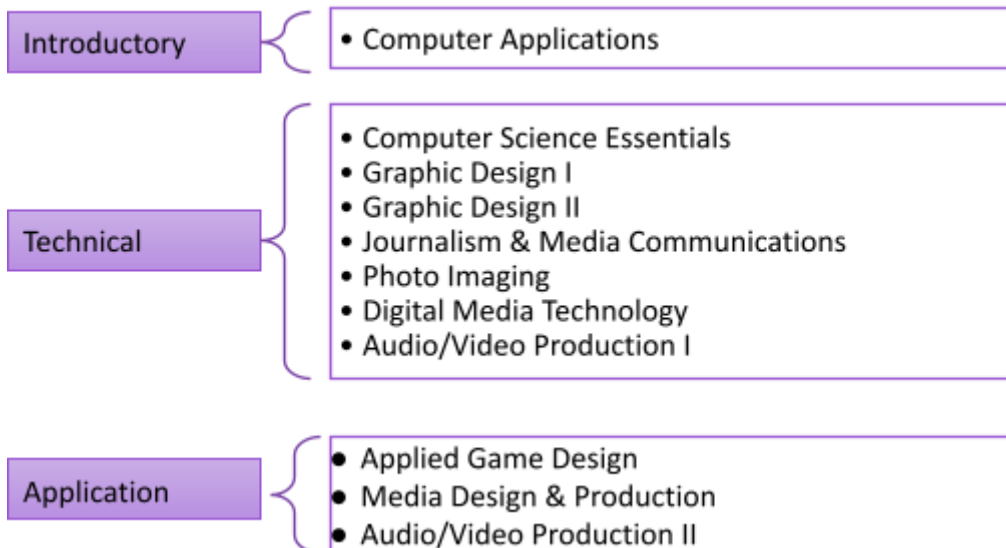 Introductory
• Computer Applications
Technical
• Computer Science Essentials
• Graphic Design I
• Graphic Design II
• Journalism & Media Communications
• Photo Imaging
• Digital Media Technology
• Audio/Video Production I
Application
● Applied Game Design
● Media Design & Production
● Audio/Video Production II